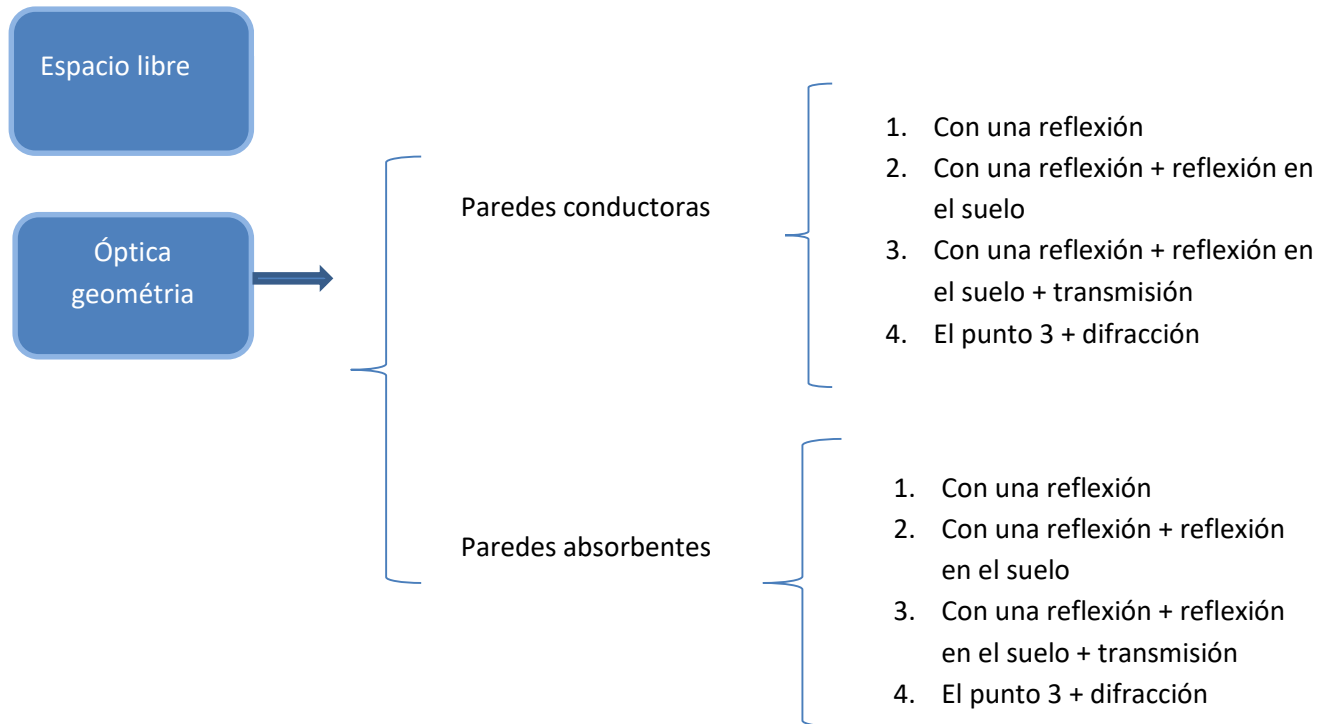 Espacio libre
Óptica
geométria
Paredes conductoras
1. Con una reflexión
2. Con una reflexión + reflexión en
el suelo
3. Con una reflexión + reflexión en
el suelo + transmisión
4. El punto 3 + difracción
Paredes absorbentes
1. Con una reflexión
2. Con una reflexión + reflexión
en el suelo
3. Con una reflexión + reflexión
en el suelo + transmisión
4. El punto 3 + difracción